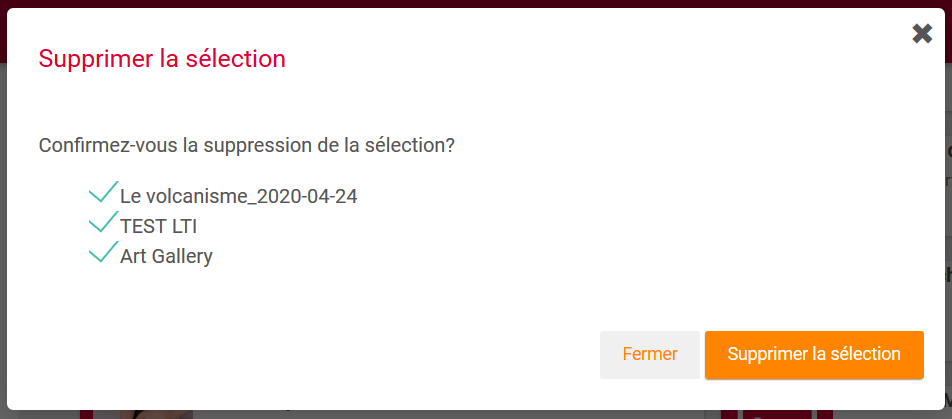 Supprimer la sélection
Confirmez-vous la suppression de la sélection?
Le volcanisme_2020-04-24
TEST LTI
Art Gallery
Fermer
Supprimer la sélection